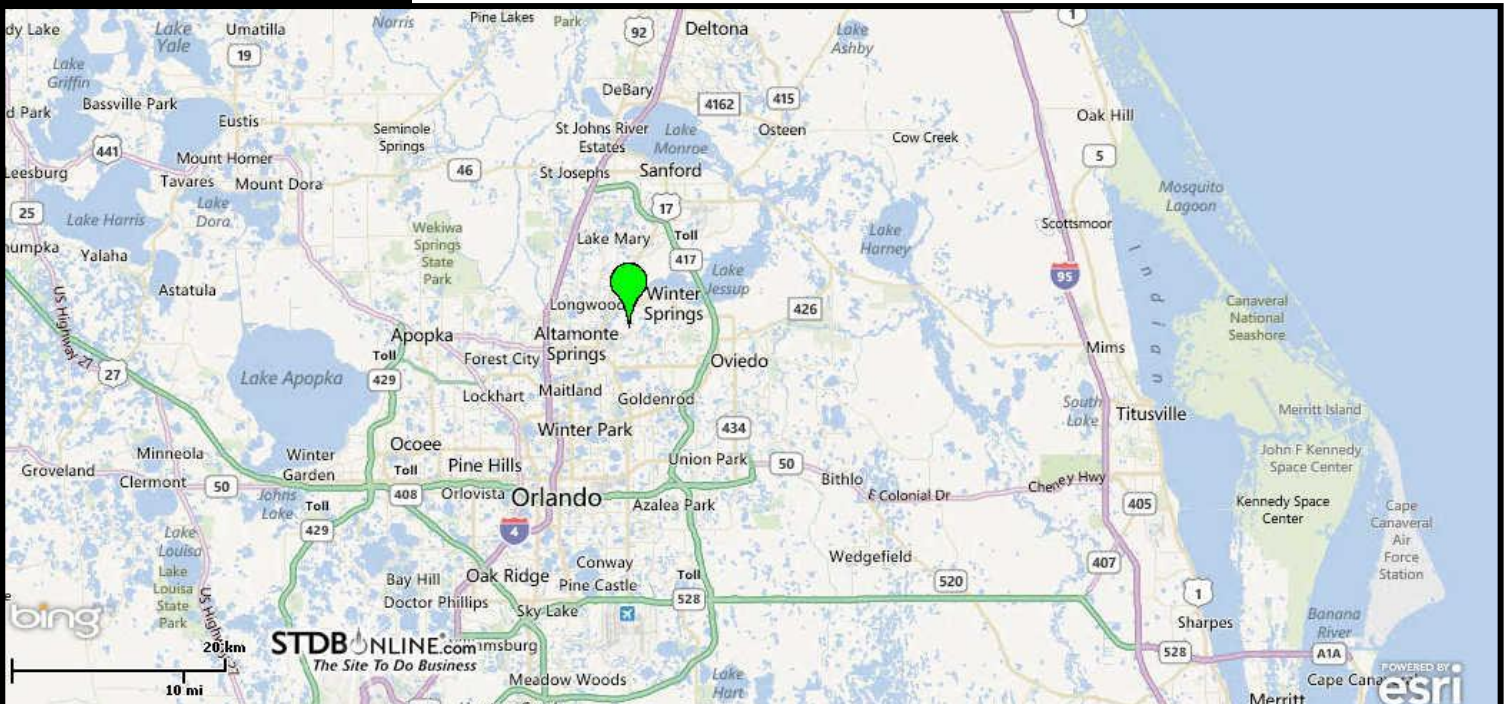 dy Lake
Lake
Yale
Umatilla
19
Norris
Pine Lakes
Park
92
Deltona
Lake
Ashby
1
Lake
Griffin
d Park
Bassville Park
Eustis
441
Leesburg
Mount Homer
Tavares
Mount Dora
25
Lake Harris
Lake
Dora
Yalaha
Astatula
Seminole
Springs
46
DeBary
4162
415
St Johns River
Estates
Lake
Monroe
Osteen
Cow Creek
Oak Hill
5
St Josephs
Sanford
17
Mosquito
Lagoon
Wekiwa
Springs
State
Park
Lake Mary
Toll
417
Lake
Jessup
Lake
Harney
Scottsmoor
95
Indian
US Highway 27
27
Longwood
Winter
Springs
426
Canaveral
National
Seashore
Apopka
Altamonte
Springs
Forest City
Oviedo
Mims
Toll
429
Lake Apopka
Lockhart
Maitland
Goldenrod
South
Lake
Titusville
Merritt Island
Minneola
Ocoee
Winter Park
434
John F Kennedy
Space Center
Groveland
Clermont
50
Winter
Garden
Toll
408
Pine Hills
Union Park
50
Bithlo
E Colonial Dr
Cheney Hwy
405
Kennedy Space
Center
Johns
Lake
Toll
429
Orlovista
Orlando
Azalea Park
4
Cape
Canaveral
Air
Force
Station
Lake
Louisa
Lake
Louisa
State
Park
US Highway 27
Conway
Wedgefield
520
407
Bay Hill
Oak Ridge
Pine Castle
Toll
528
Doctor Phillips
Sky Lake
1
Sharpes
Banana
River
bing
20 km
10 mi
STDBONLINE.com
The Site To Do Business
amsburg
Meadow Woods
Lake
Hart
528
A1A
Cape Cana
Merritt
POWERED BY
esri